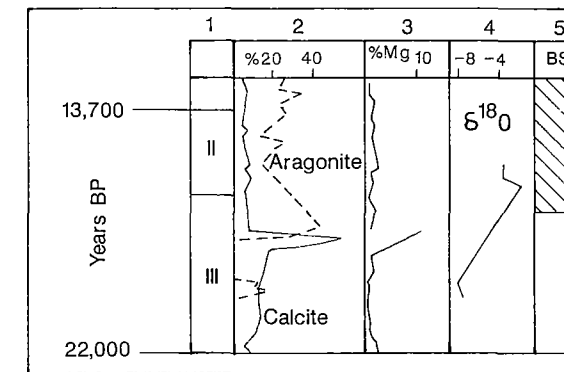 1 2 3 4 5
%20 40 %Mg 10 -8 -4 BS
13,700
δ18O
II
Aragonite
Years BP
III
Calcite
22,000